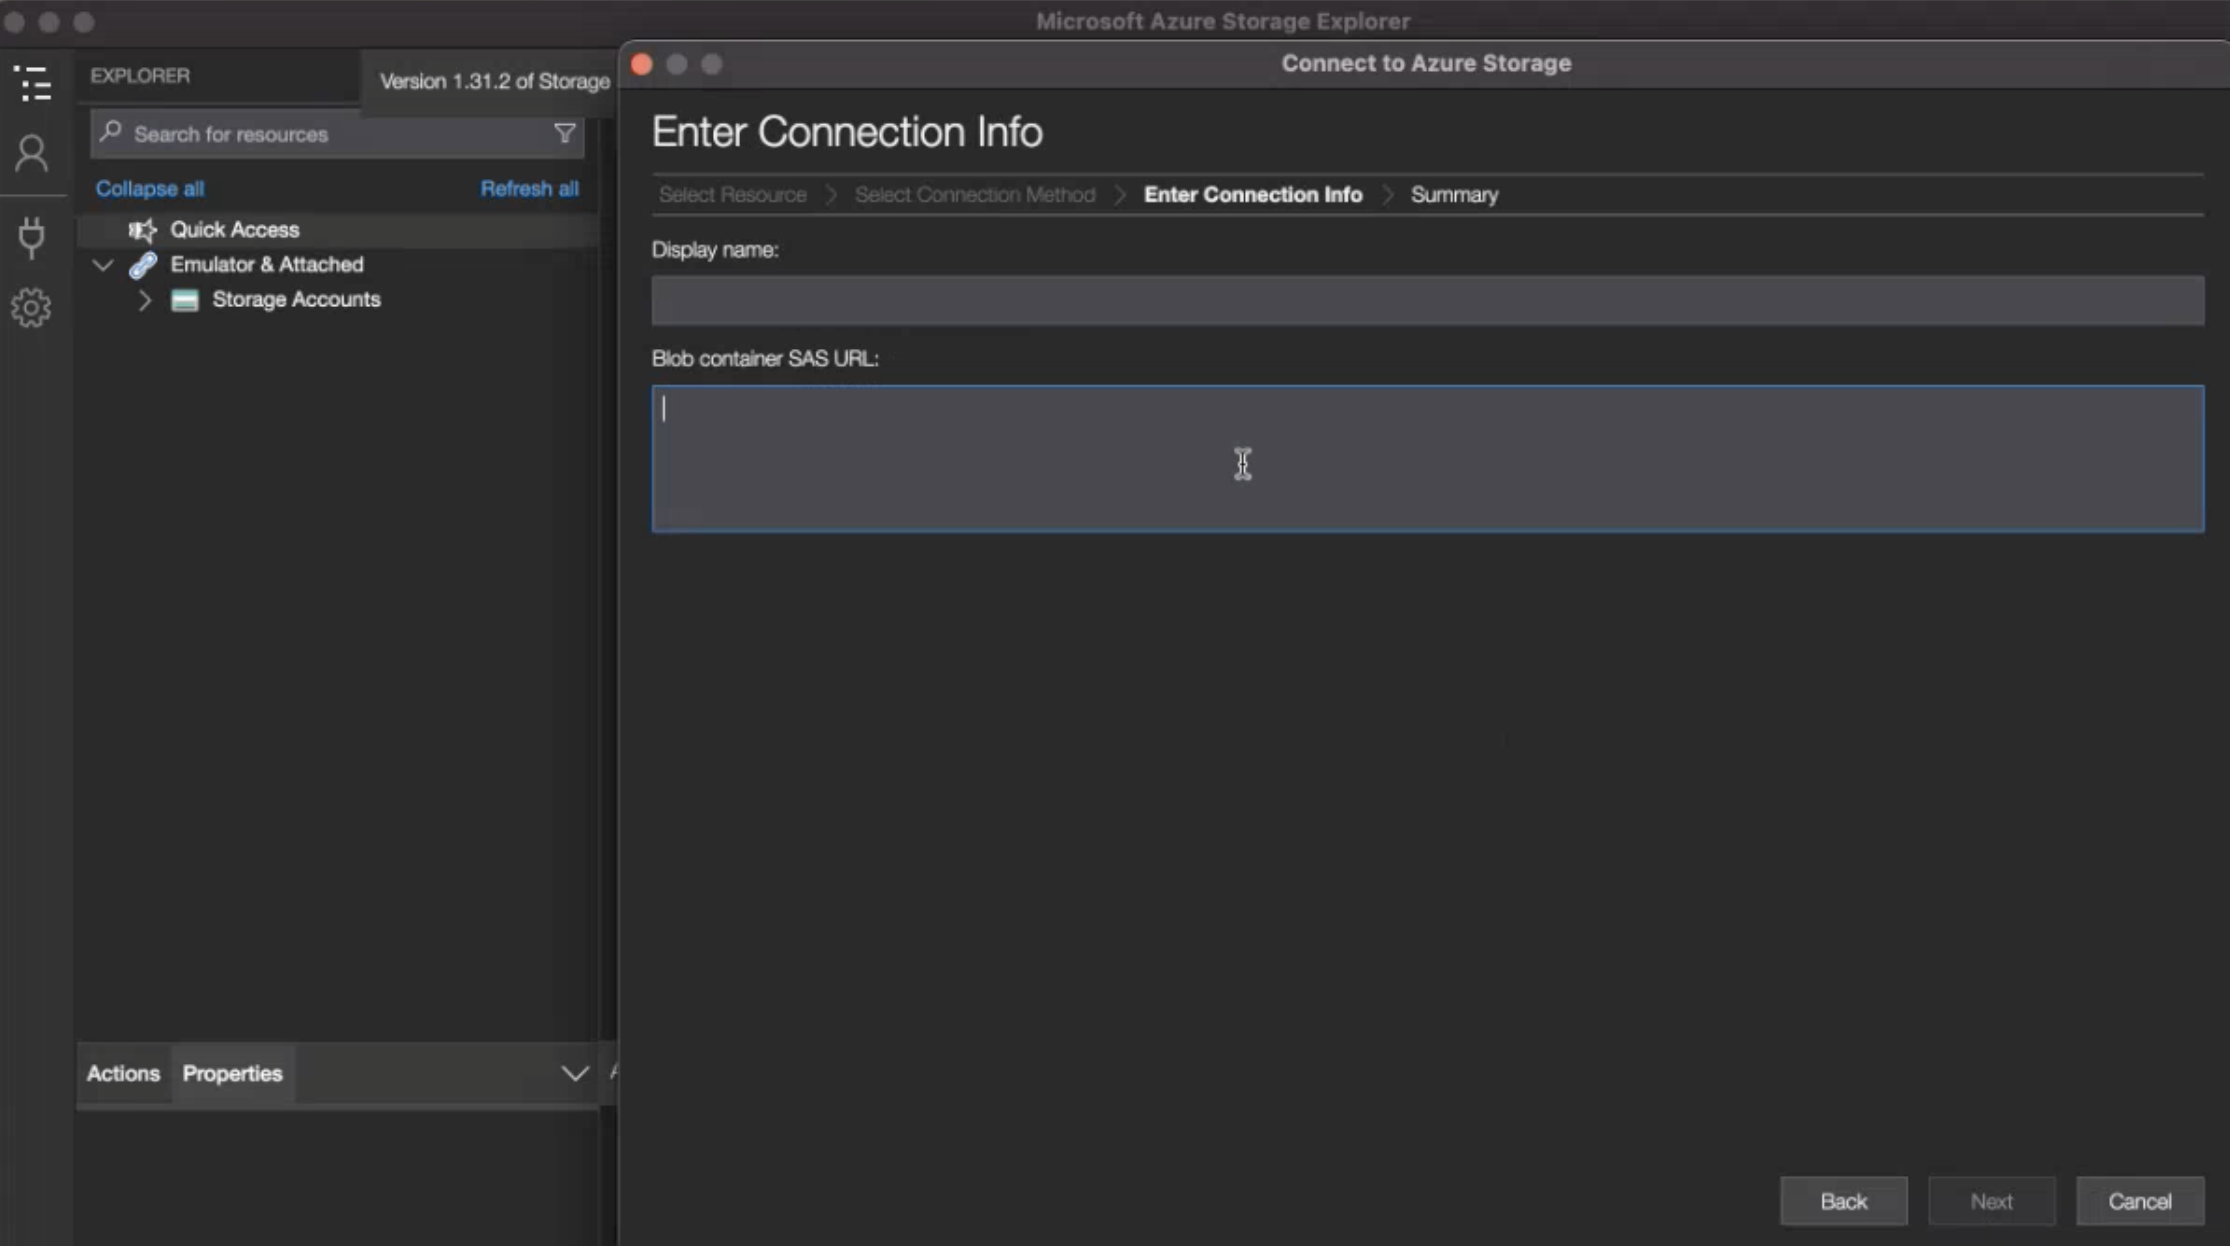 Microsoft Azure Storage Explorer
EXPLORER
Version 1.31.2 of Storage
Search for resources
Collapse all
Refresh all
Quick Access
Emulator & Attached
Storage Accounts
Actions
Properties
Connect to Azure Storage
Enter Connection Info
Select Resource > Select Connection Method > Enter Connection Info > Summary
Display name:
Blob container SAS URL:
Back
Next
Cancel